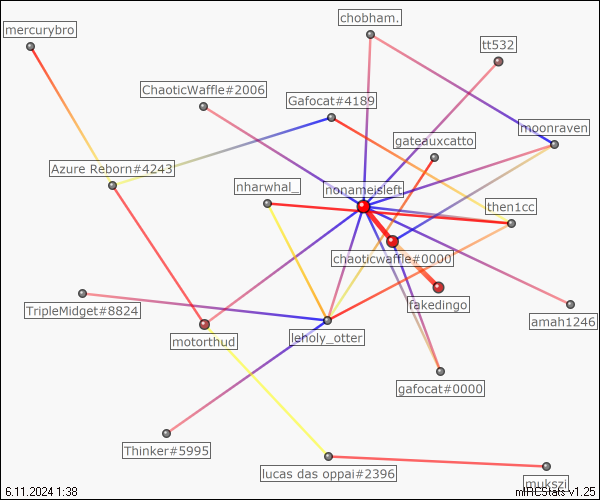 chobham.
mercurybro
tt532
ChaoticWaffle#2006
Gafocat#4189
moonraven
gateauxcatto
Azure Reborn#4243
nharwhal_
nonameisleft
then1cc
chaoticwaffle#0000
fakedingo
TripleMidget#8824
amah1246
motorthud
leholy_otter
gafocat#0000
Thinker#5995
lucas das oppai#2396
mukszi
6.11.2024 1:38
mIRCStats v1.25